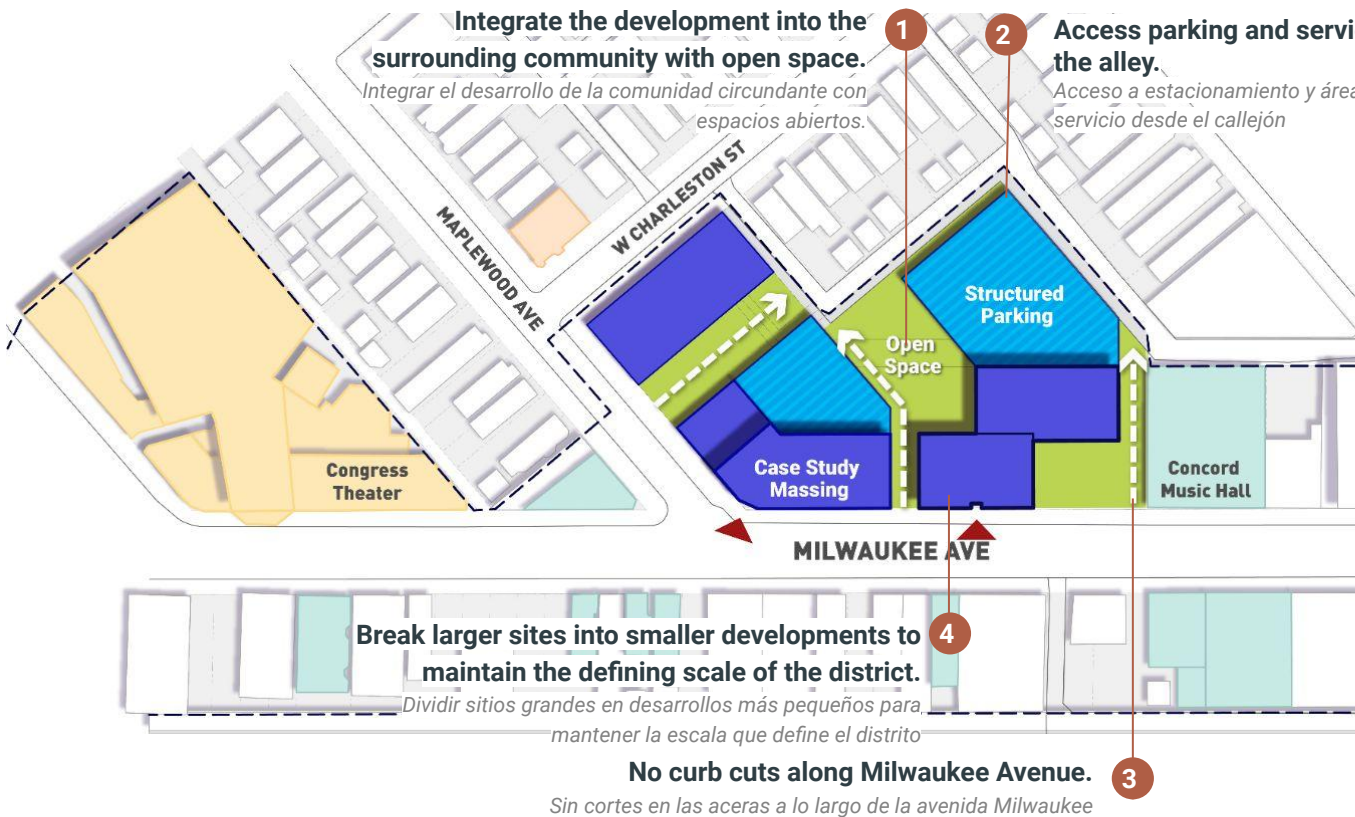 Integrate the development into the
surrounding community with open space.
Integrar el desarrollo de la comunidad circundante con
espacios abiertos.
1
2
Access parking and servi
the alley.
Acceso a estacionamiento y área
servicio desde el callejón
W CHARLESTON ST
MAPLEWOOD AVE
Structured
Parking
Open
Space
Congress
Theater
Case Study
Massing
Concord
Music Hall
MILWAUKEE AVE
Break larger sites into smaller developments to
maintain the defining scale of the district.
4
Dividir sitios grandes en desarrollos más pequeños para
mantener la escala que define el distrito
No curb cuts along Milwaukee Avenue.
3
Sin cortes en las aceras a lo largo de la avenida Milwaukee